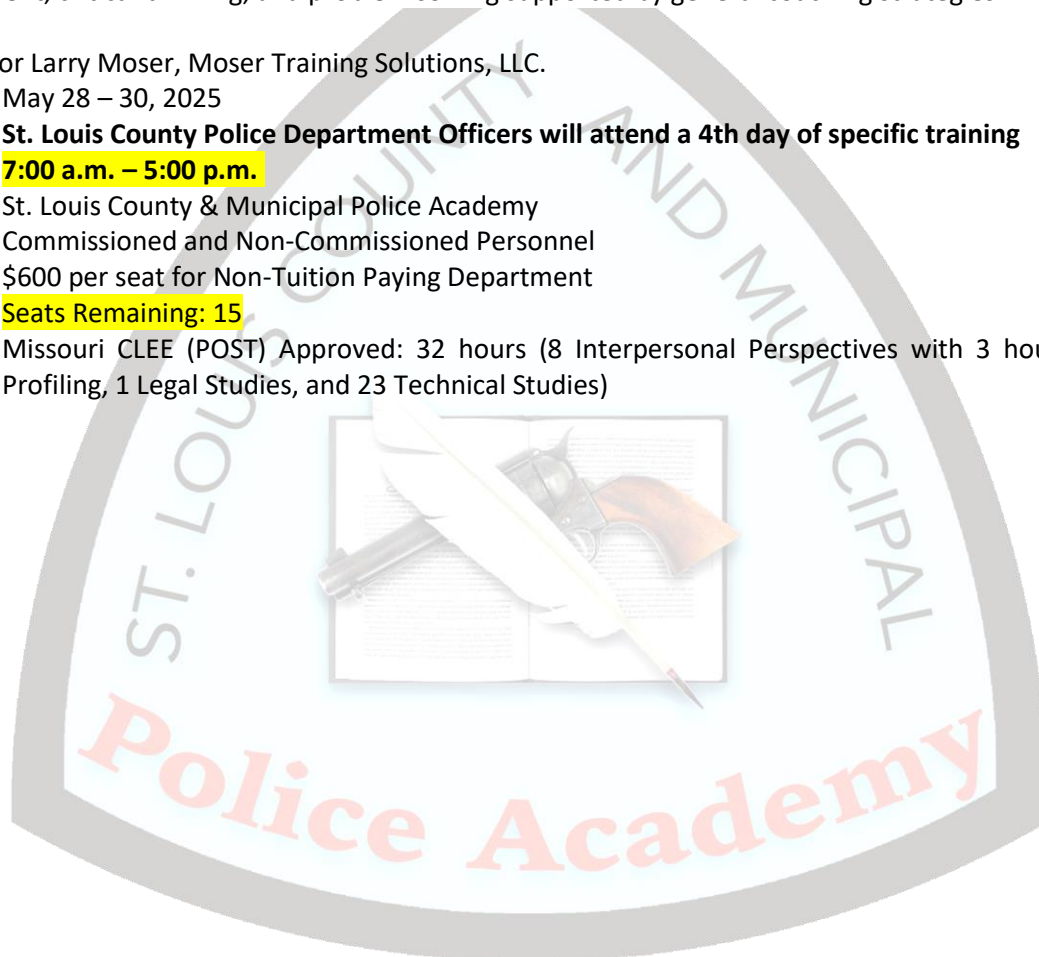 or Larry Moser, Moser Training Solutions, LLC.
May 28 – 30, 2025
St. Louis County Police Department Officers will attend a 4th day of specific training
7:00 a.m. – 5:00 p.m.
St. Louis County & Municipal Police Academy
Commissioned and Non-Commissioned Personnel
$600 per seat for Non-Tuition Paying Department
Seats Remaining: 15
Missouri CLEE (POST) Approved: 32 hours (8 Interpersonal Perspectives with 3
Profiling, 1 Legal Studies, and 23 Technical Studies)
ST. LOUIS COUNTY AND MUNICIPAL
Police Academy